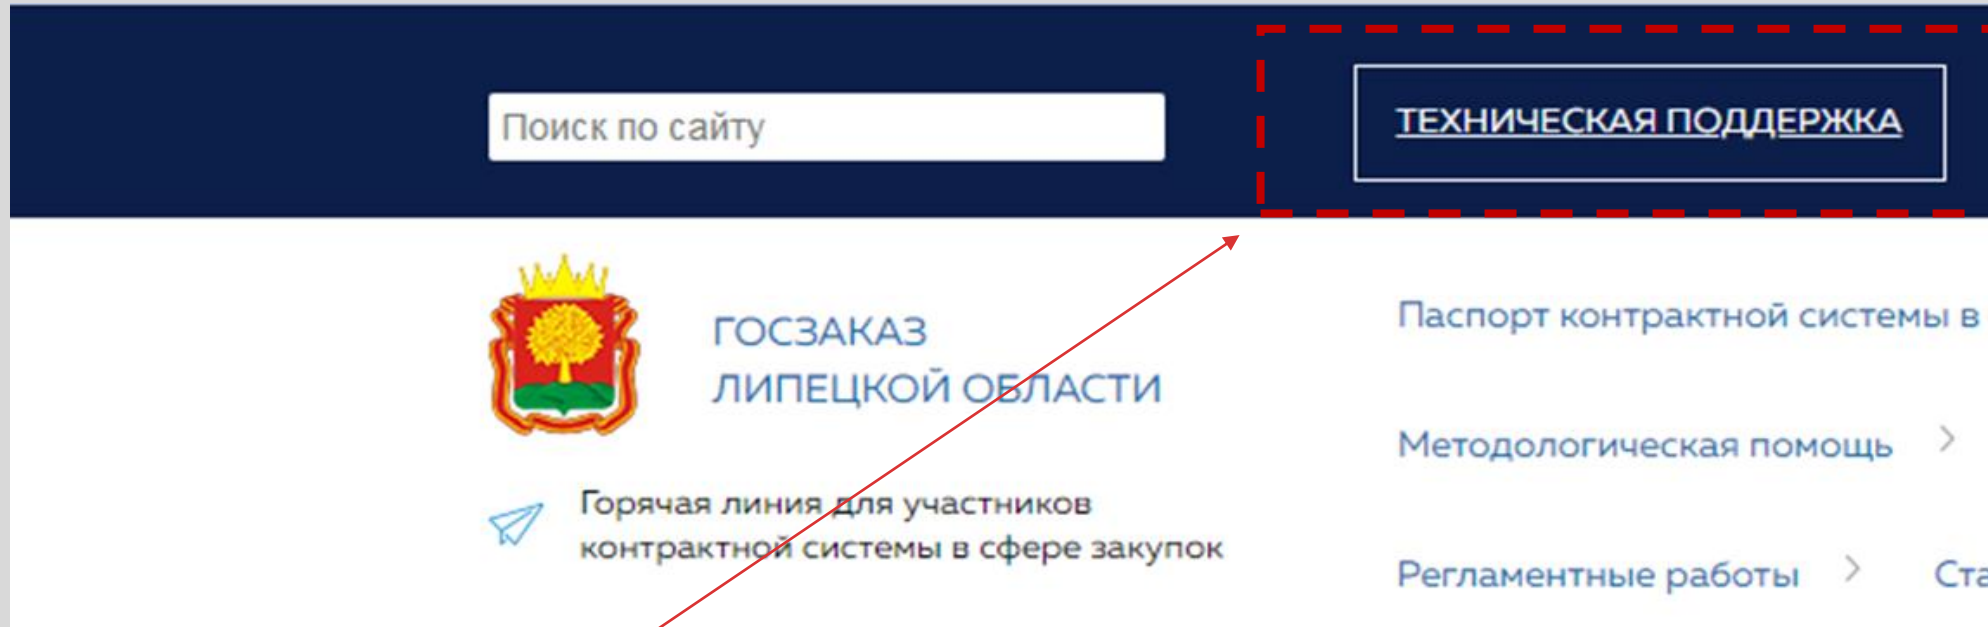 Поиск по сайту
ТЕХНИЧЕСКАЯ ПОДДЕРЖКА
ГОСЗАКАЗ
ЛИПЕЦКОЙ ОБЛАСТИ
Горячая линия для участников
контрактной системы в сфере закупок
Паспорт контрактной системы в
Методологическая помощь
Регламентные работы